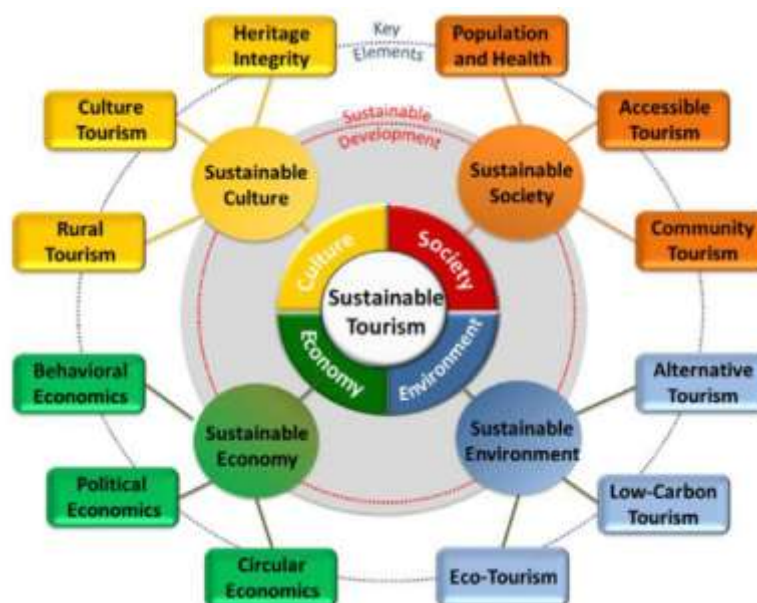 Heritage
Integrity
Key
Elements
Population
and Health
Culture
Tourism
Sustainable
Development
Accessible
Tourism
Sustainable
Culture
Sustainable
Society
Rural
Tourism
Community
Tourism
Culture
Society
Sustainable
Tourism
Economy
Environment
Behavioral
Economics
Alternative
Tourism
Sustainable
Economy
Sustainable
Environment
Political
Economics
Low-Carbon
Tourism
Circular
Economics
Eco-Tourism